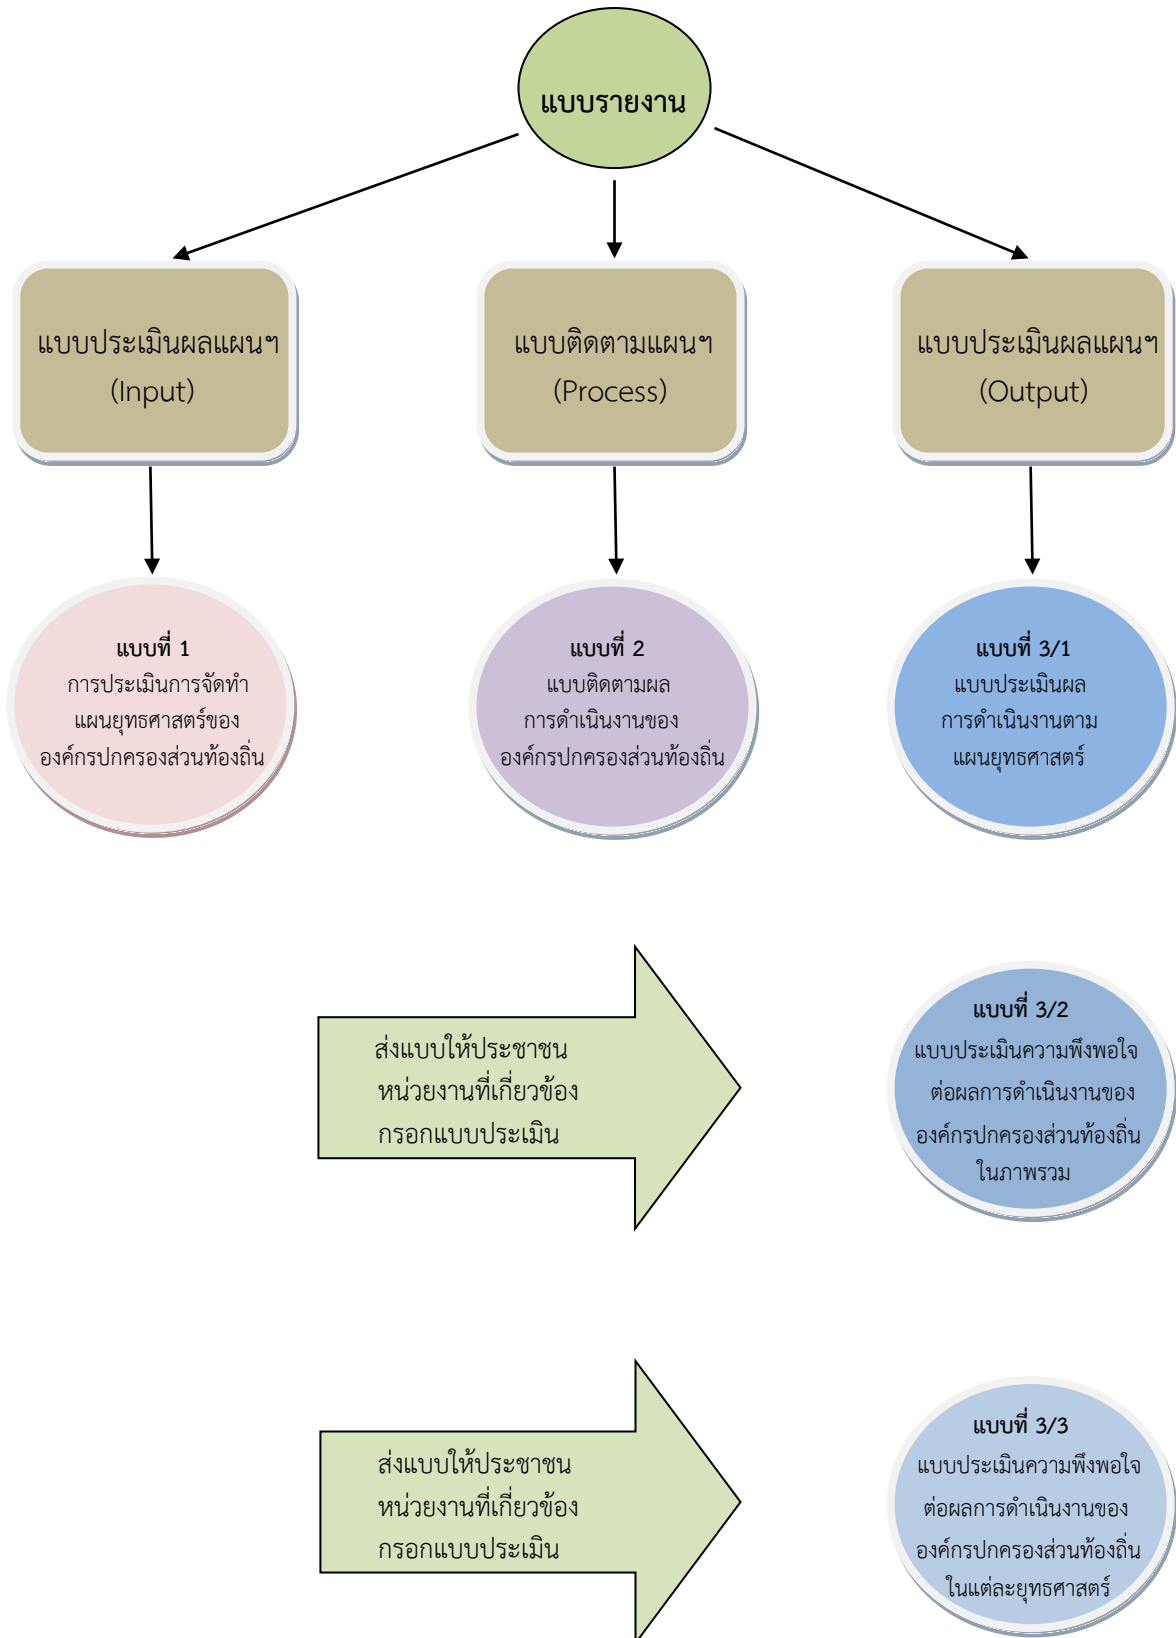 แบบรายงาน
แบบประเมินผลแผนฯ
(Input)
แบบติดตามแผนฯ
(Process)
แบบประเมินผลแผนฯ
(Output)
แบบที่ 1
การประเมินการจัดทำ
แผนยุทธศาสตร์ของ
องค์กรปกครองส่วนท้องถิ่น
แบบที่ 2
แบบติดตามผล
การดำเนินงานของ
องค์กรปกครองส่วนท้องถิ่น
แบบที่ 3/1
แบบประเมินผล
การดำเนินงานตาม
แผนยุทธศาสตร์
ส่งแบบให้ประชาชน
หน่วยงานที่เกี่ยวข้อง
กรอกแบบประเมิน
แบบที่ 3/2
แบบประเมินความพึงพอใจ
ต่อผลการดำเนินงานของ
องค์กรปกครองส่วนท้องถิ่น
ในภาพรวม
ส่งแบบให้ประชาชน
หน่วยงานที่เกี่ยวข้อง
กรอกแบบประเมิน
แบบที่ 3/3
แบบประเมินความพึงพอใจ
ต่อผลการดำเนินงานของ
องค์กรปกครองส่วนท้องถิ่น
ในแต่ละยุทธศาสตร์